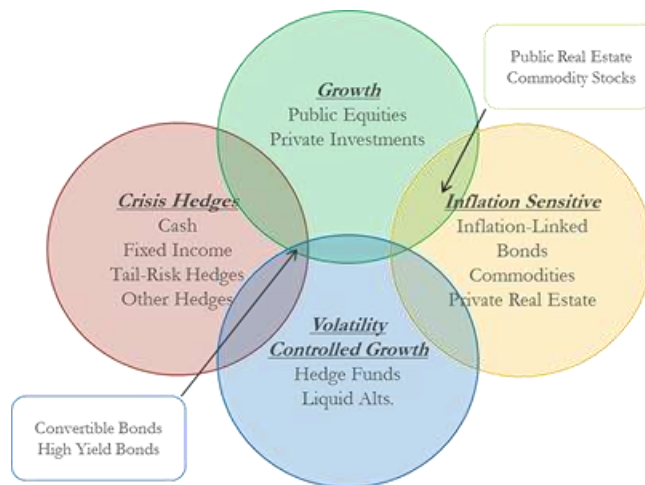 Public Real Estate
Commodity Stocks
Growth
Public Equities
Private Investments
Crisis Hedges
Cash
Fixed Income
Tail-Risk Hedges
Other Hedges
Inflation Sensitive
Inflation-Linked
Bonds
Commodities
Private Real Estate
Volatility
Controlled Growth
Hedge Funds
Liquid Alts.
Convertible Bonds
High Yield Bonds